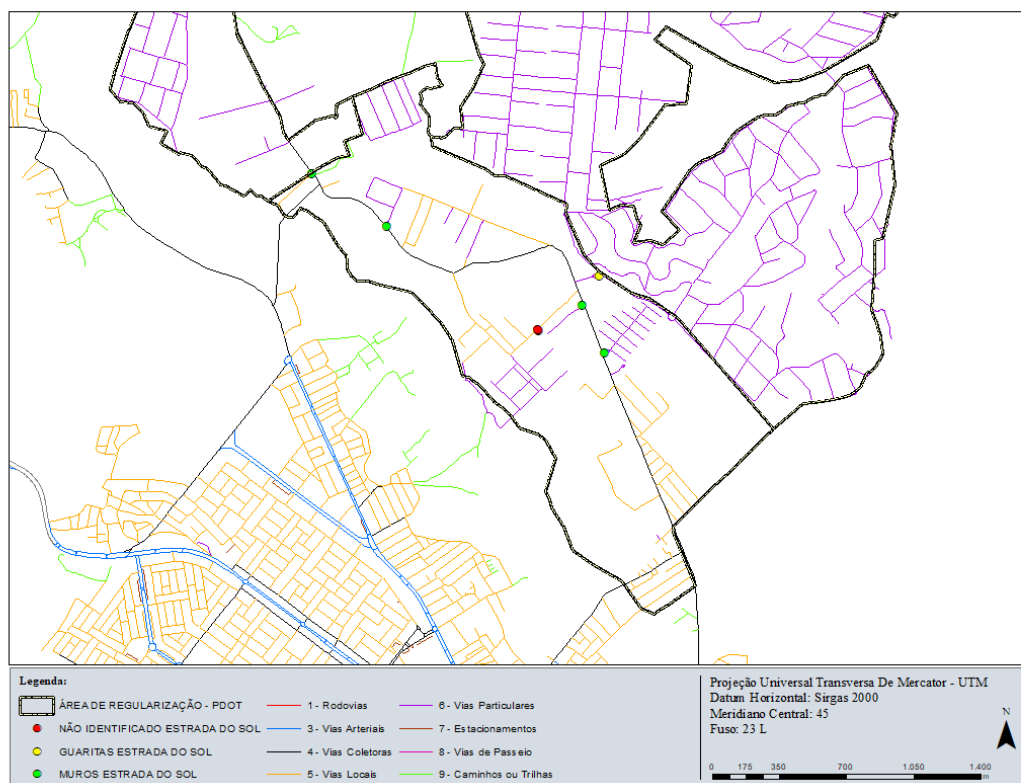 Legenda:
ÁREA DE REGULARIZAÇÃO - PDOT
NÃO IDENTIFICADO ESTRADA DO SOL
GUARITAS ESTRADA DO SOL
MUROS ESTRADA DO SOL
1 - Rodovias
3 - Vias Arteriais
4 - Vias Coletoras
5 - Vias Locais
6 - Vias Particulares
7 - Estacionamentos
8 - Vias de Passeio
9 - Caminhos ou Trilhas
Projeção Universal Transversa De Mercator - UTM
Datum Horizontal: Sirgas 2000
Meridiano Central: 45
Fuso: 23 L
N
0 175 350 700 1.050 1.400
m